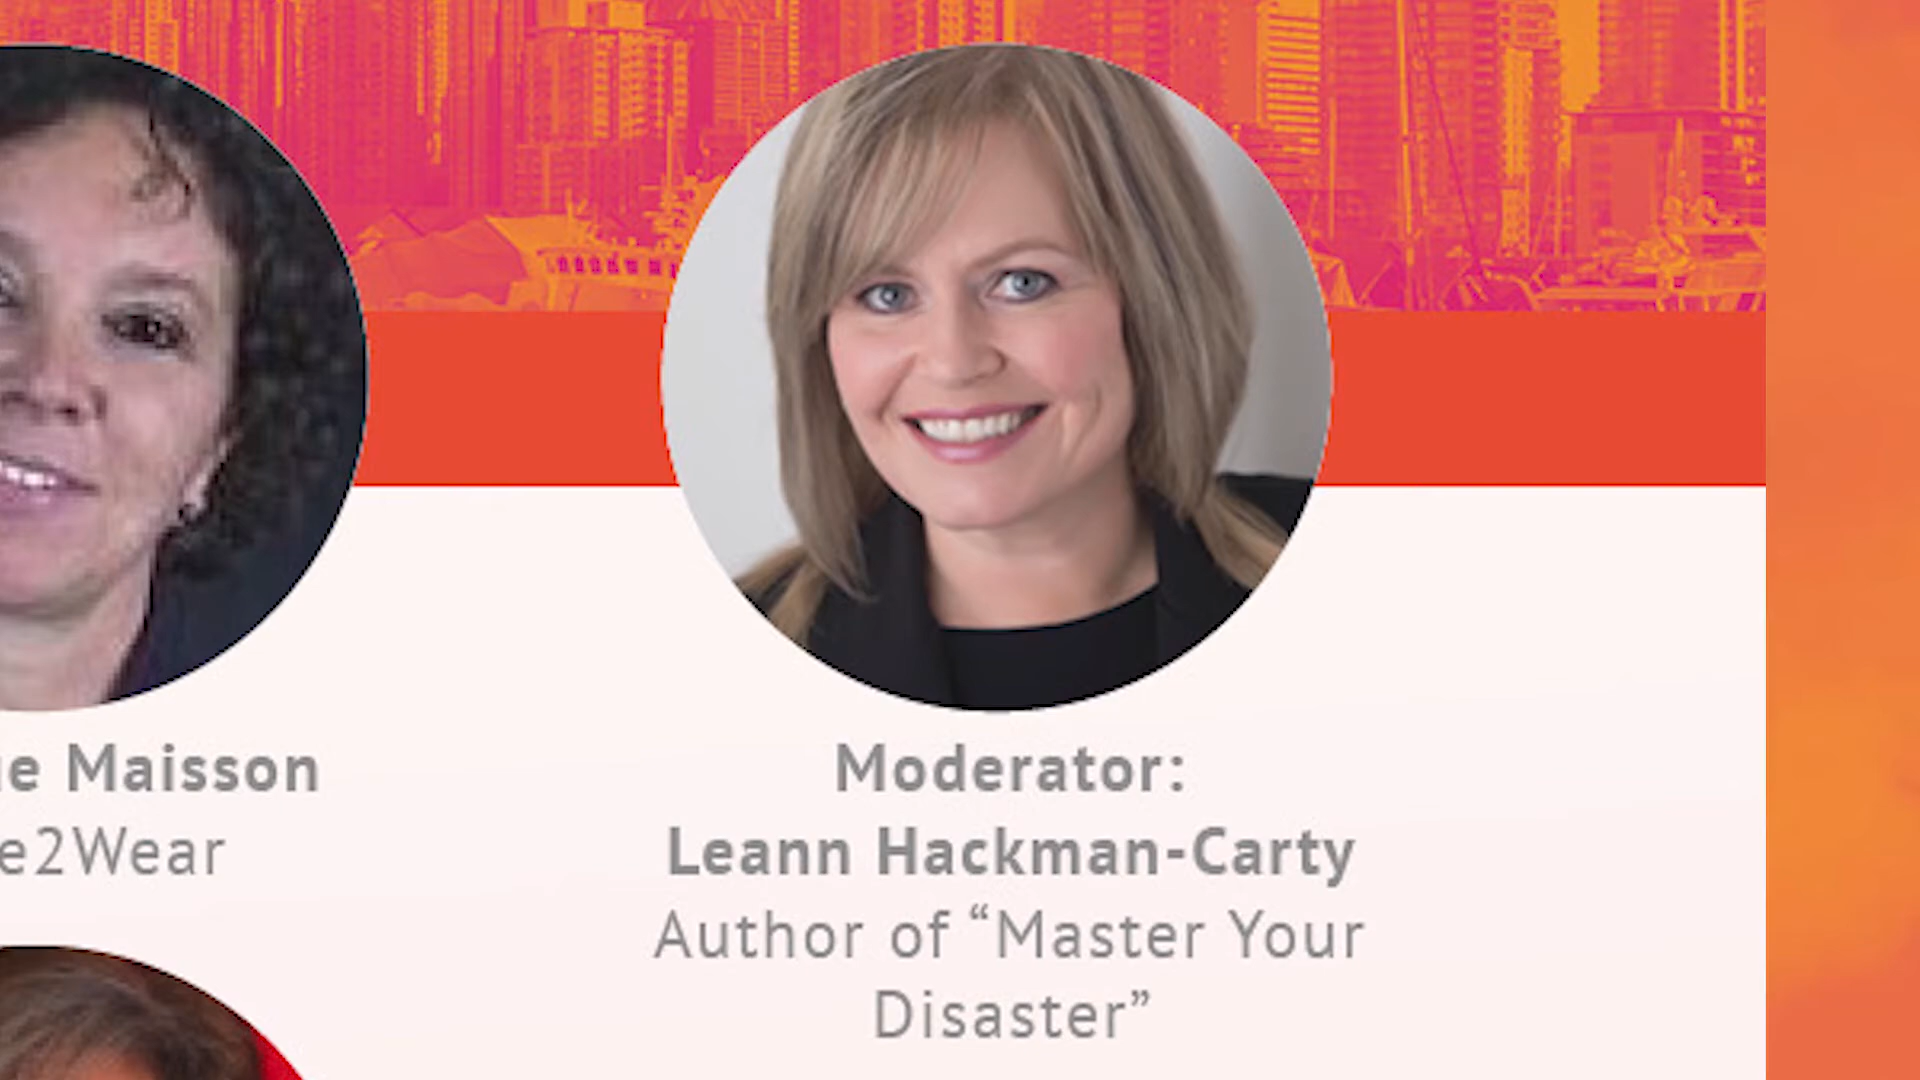 Maisson
e2Wear
Moderator:
Leann Hackman-Carty
Author of “Master Your
Disaster”